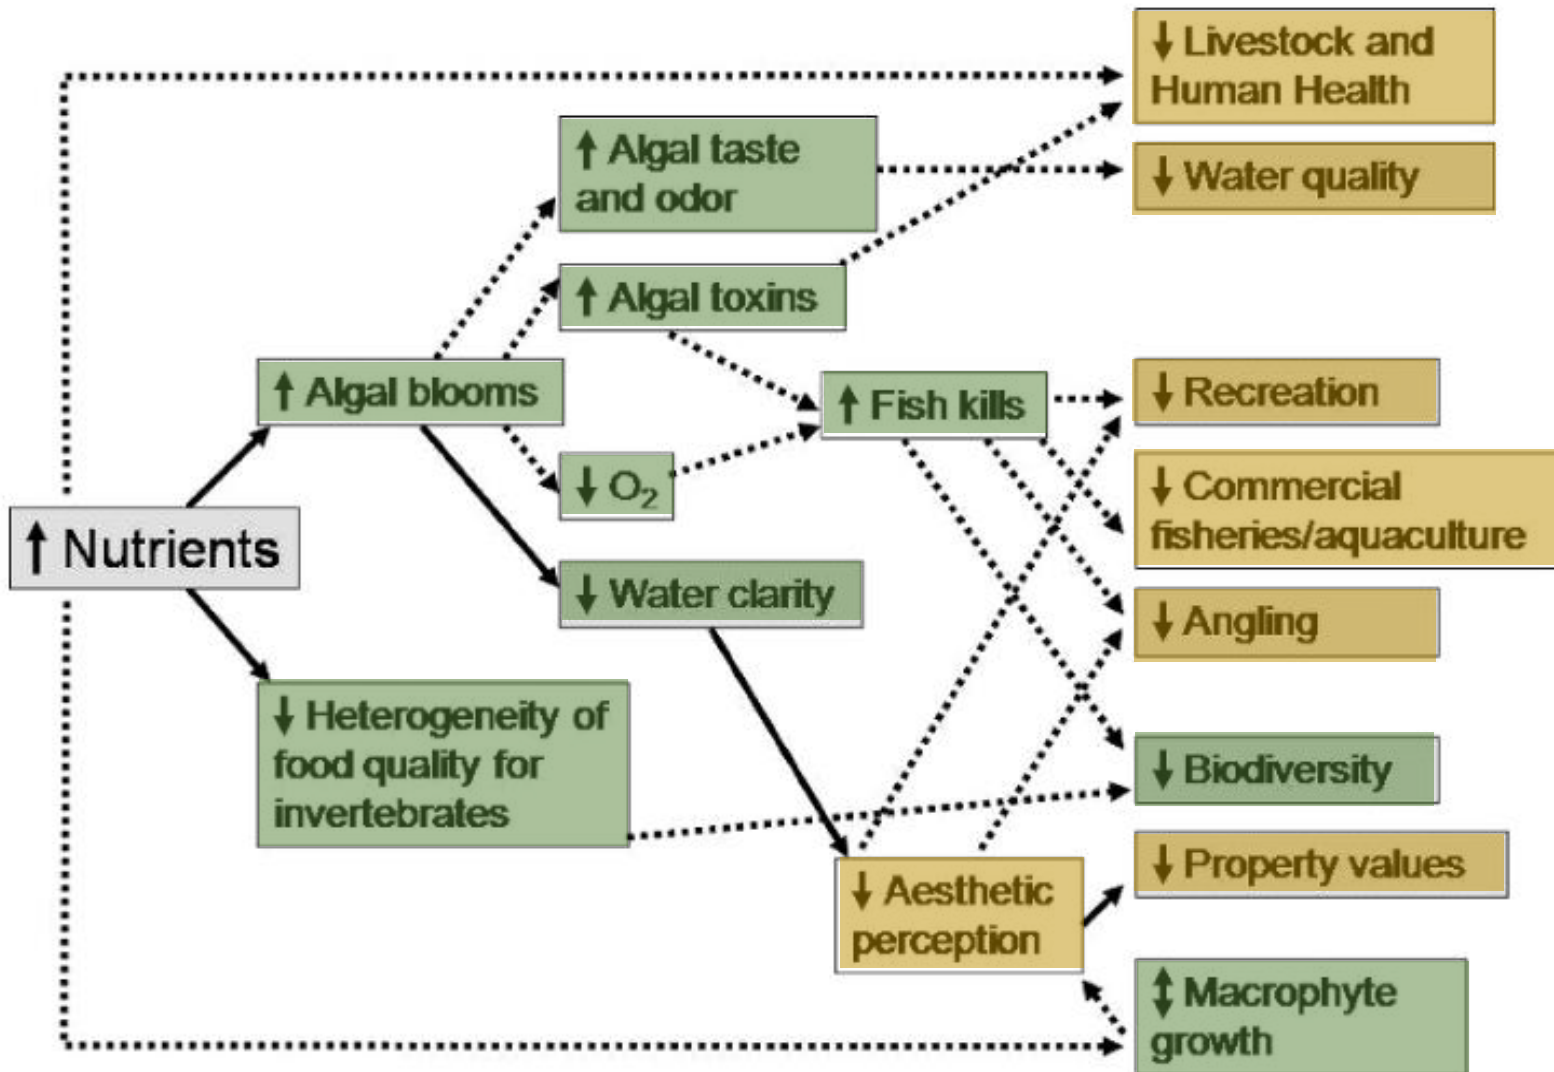 ↓ Livestock and
Human Health
↑ Algal taste
and odor
↓ Water quality
↑ Algal toxins
↑ Algal blooms
↑ Fish kills
↓ Recreation
↓ O₂
↓ Commercial
fisheries/aquaculture
↑ Nutrients
↓ Water clarity
↓ Angling
↓ Heterogeneity of
food quality for
invertebrates
↓ Biodiversity
↓ Property values
↓ Aesthetic
perception
↕ Macrophyte
growth